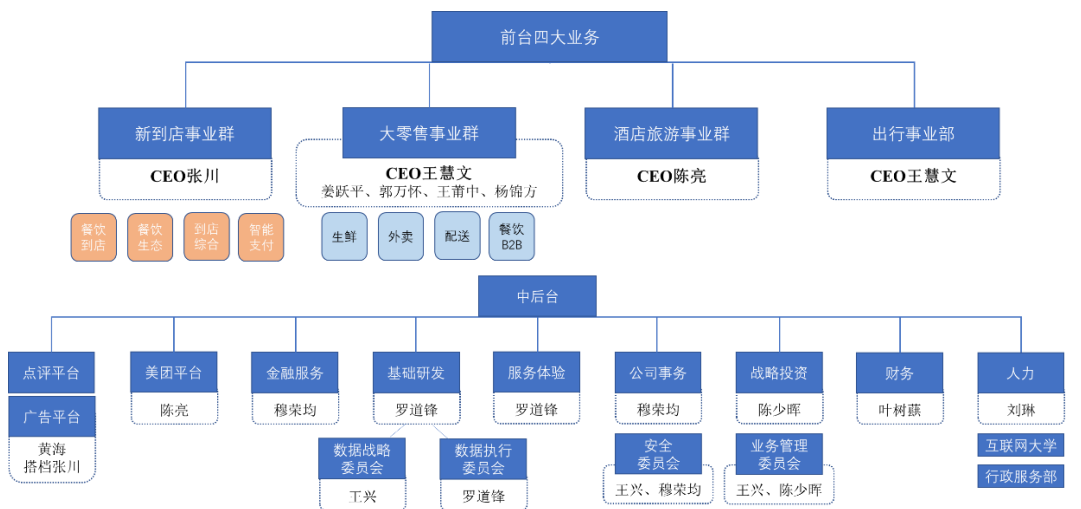 前台四大业务
新到店事业群
大零售事业群
酒店旅游事业群
出行事业部
CEO张川
CEO王慧文
姜跃平、郭万怀、王莆中、杨锦方
CEO陈亮
CEO王慧文
餐饮
到店
餐饮
生态
到店
综合
智能
支付
生鲜
外卖
配送
餐饮
B2B
中后台
点评平台
美团平台
金融服务
基础研发
服务体验
公司事务
战略投资
财务
人力
广告平台
陈亮
穆荣均
罗道锋
罗道锋
穆荣均
陈少晖
叶树蕻
刘琳
黄海
搭档张川
数据战略
委员会
数据执行
委员会
安全
委员会
业务管理
委员会
互联网大学
行政服务部
王兴
罗道锋
王兴、穆荣均
王兴、陈少晖